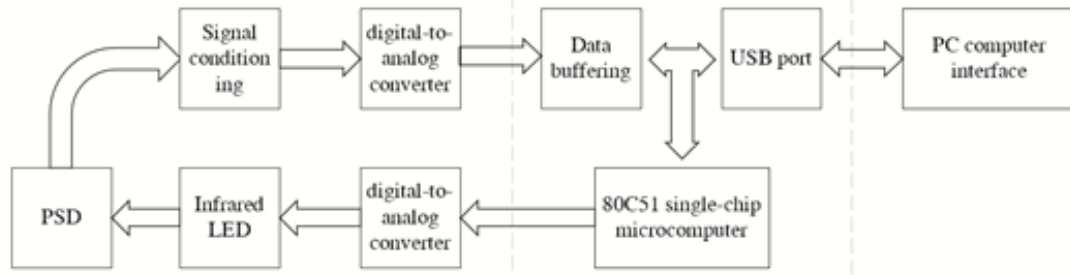 Signal
condition
ing
digital-to-
analog
converter
Data
buffering
USB port
PC computer
interface
PSD
Infrared
LED
digital-to-
analog
converter
80C51 single-chip
microcomputer